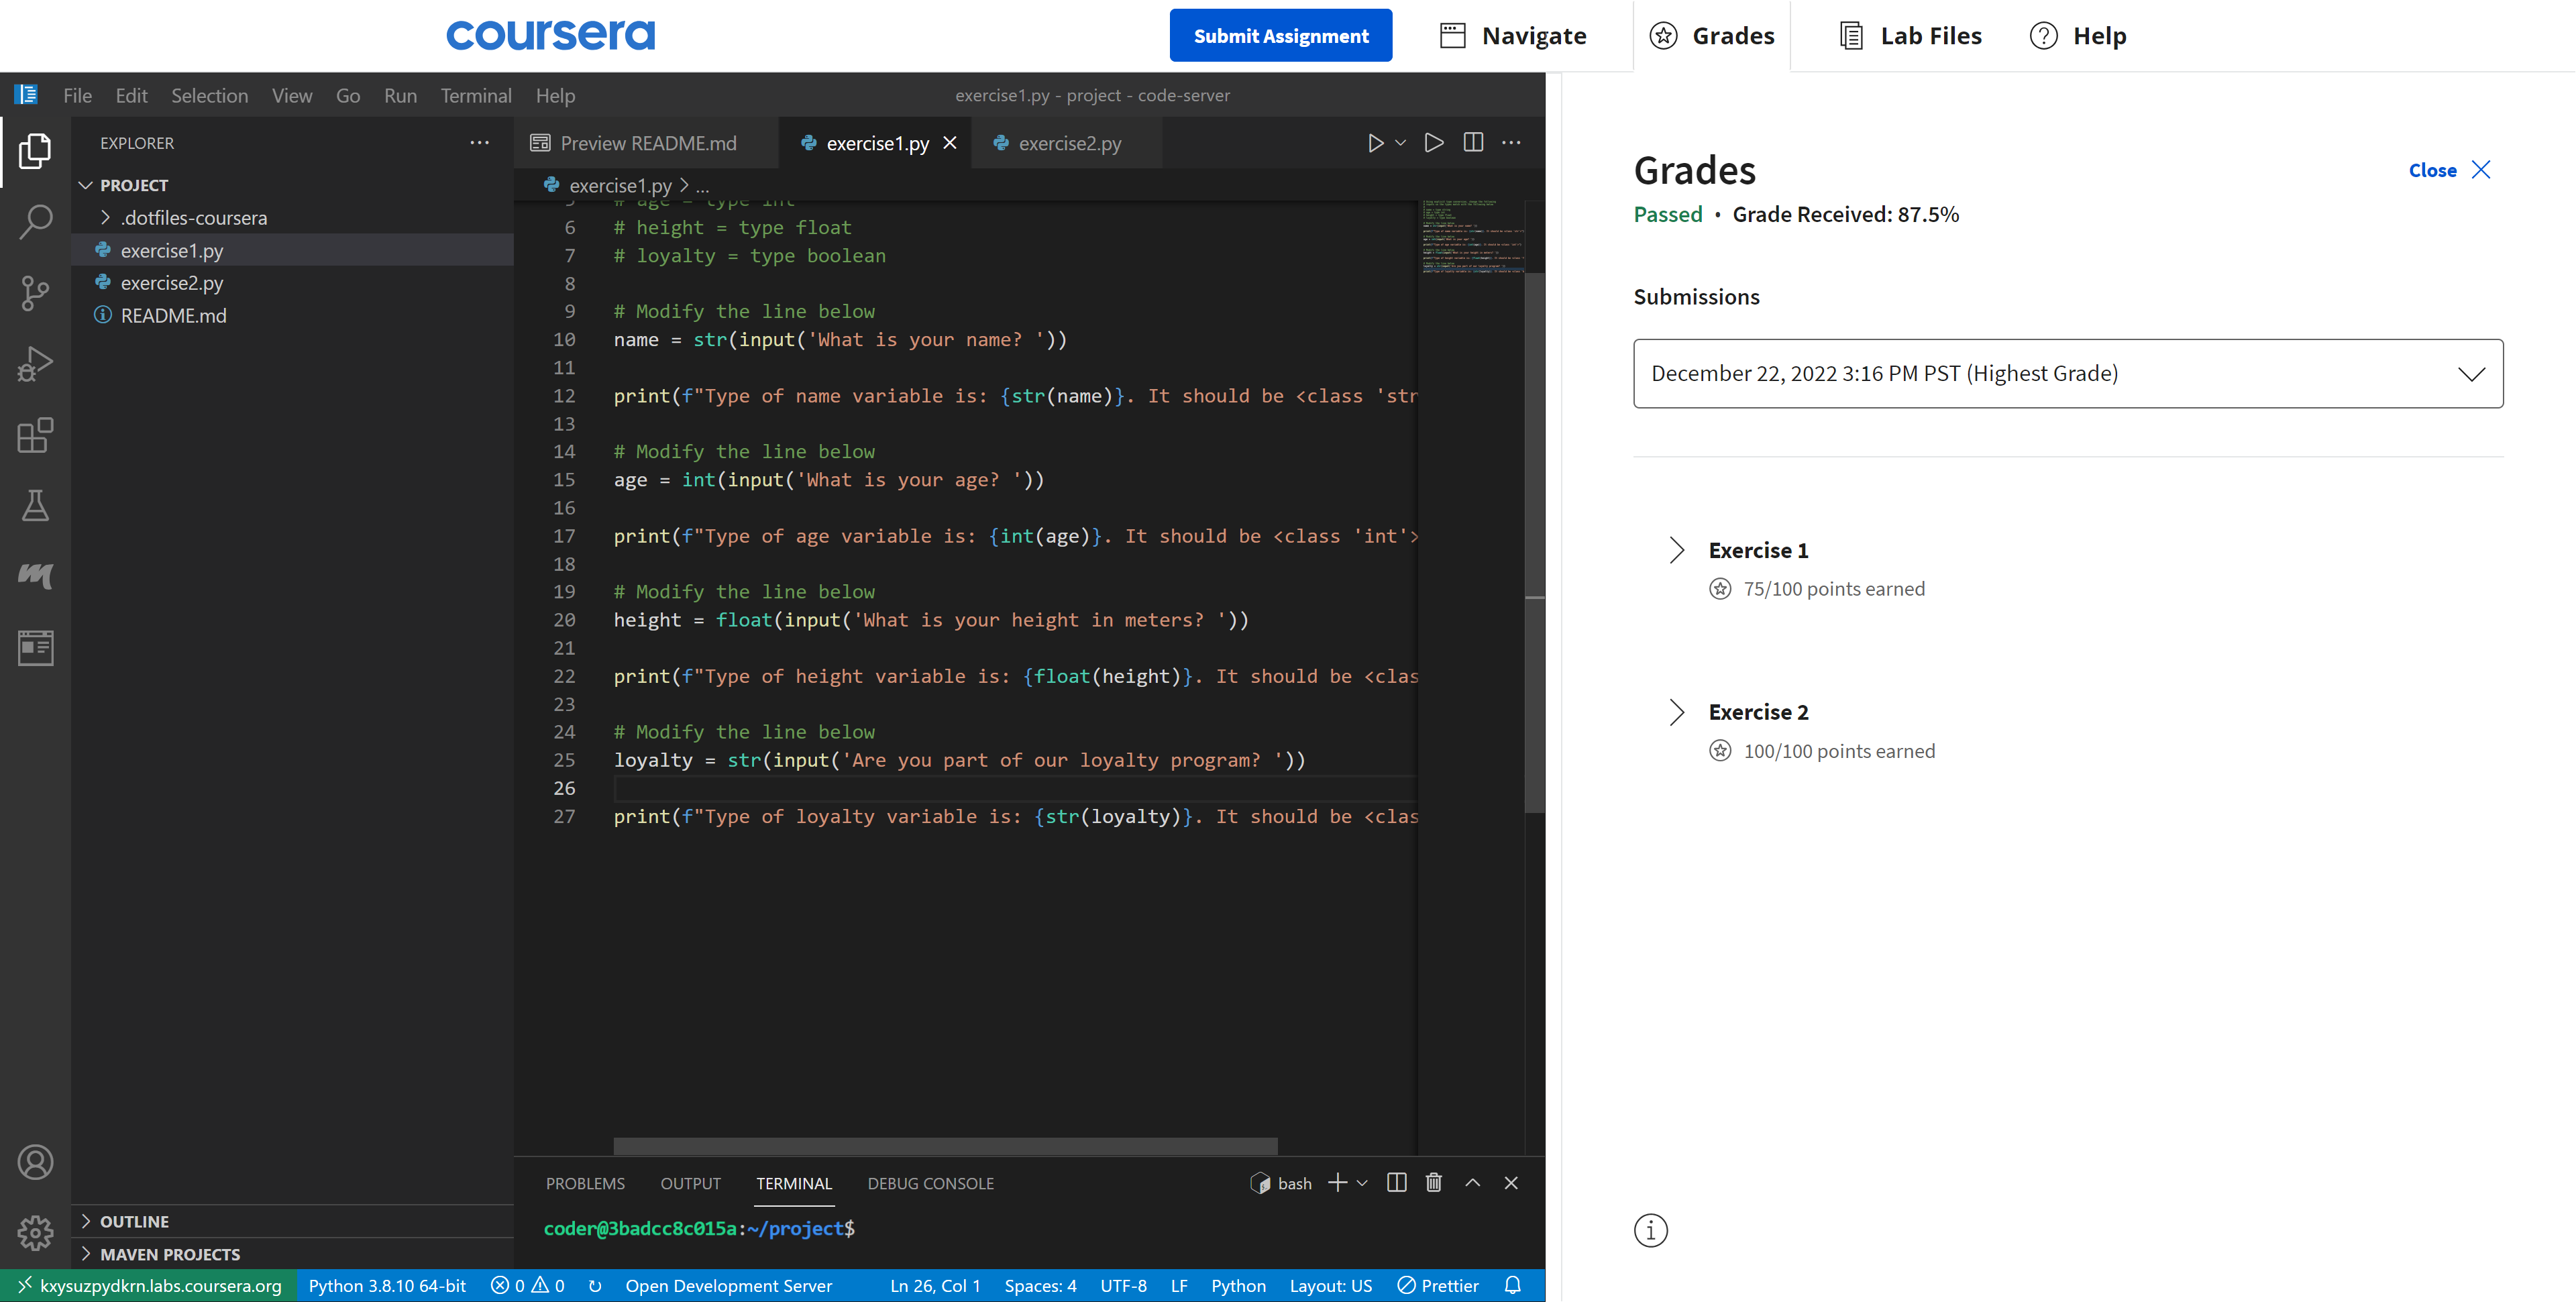 coursera
Submit Assignment
Navigate
Grades
Lab Files
Help
File Edit Selection View Go Run Terminal Help
exercise1.py - project - code-server
EXPLORER
PROJECT
.dotfiles-coursera
exercise1.py
exercise2.py
README.md
OUTLINE
MAVEN PROJECTS
Preview README.md
exercise1.py
exercise2.py
exercise1.py > ...
5 # age = type int
6 # height = type float
7 # loyalty = type boolean
8
9 # Modify the line below
10 name = str(input('What is your name? '))
11
12 print(f"Type of name variable is: {str(name)}. It should be <class 'str
13
14 # Modify the line below
15 age = int(input('What is your age? '))
16
17 print(f"Type of age variable is: {int(age)}. It should be <class 'int'>
18
19 # Modify the line below
20 height = float(input('What is your height in meters? '))
21
22 print(f"Type of height variable is: {float(height)}. It should be <clas
23
24 # Modify the line below
25 loyalty = str(input('Are you part of our loyalty program? '))
26
27 print(f"Type of loyalty variable is: {str(loyalty)}. It should be <clas
PROBLEMS OUTPUT TERMINAL DEBUG CONSOLE
bash
coder@3badcc8c015a:~/project$
kxysuzpydkrn.labs.coursera.org Python 3.8.10 64-bit 0 0 Open Development Server Ln 26, Col 1 Spaces: 4 UTF-8 LF Python Layout: US Prettier
Grades
Close
Passed • Grade Received: 87.5%
Submissions
December 22, 2022 3:16 PM PST (Highest Grade)
Exercise 1
75/100 points earned
Exercise 2
100/100 points earned